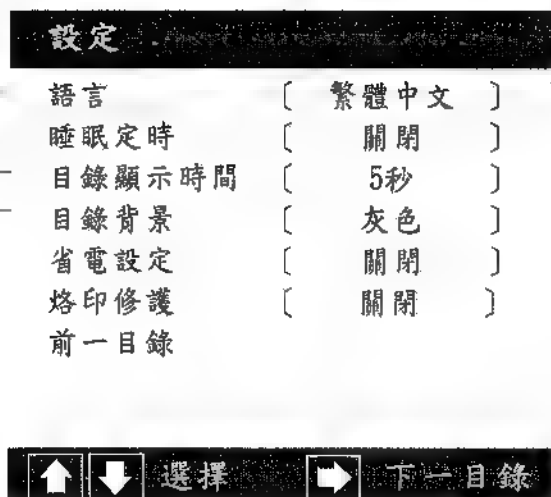 設定
語言 [ 繁體中文 ]
睡眠定時 [ 關閉 ]
目錄顯示時間 [ 5秒 ]
目錄背景 [ 灰色 ]
省電設定 [ 關閉 ]
烙印修護 [ 關閉 ]
前一目錄
選擇 下一目錄